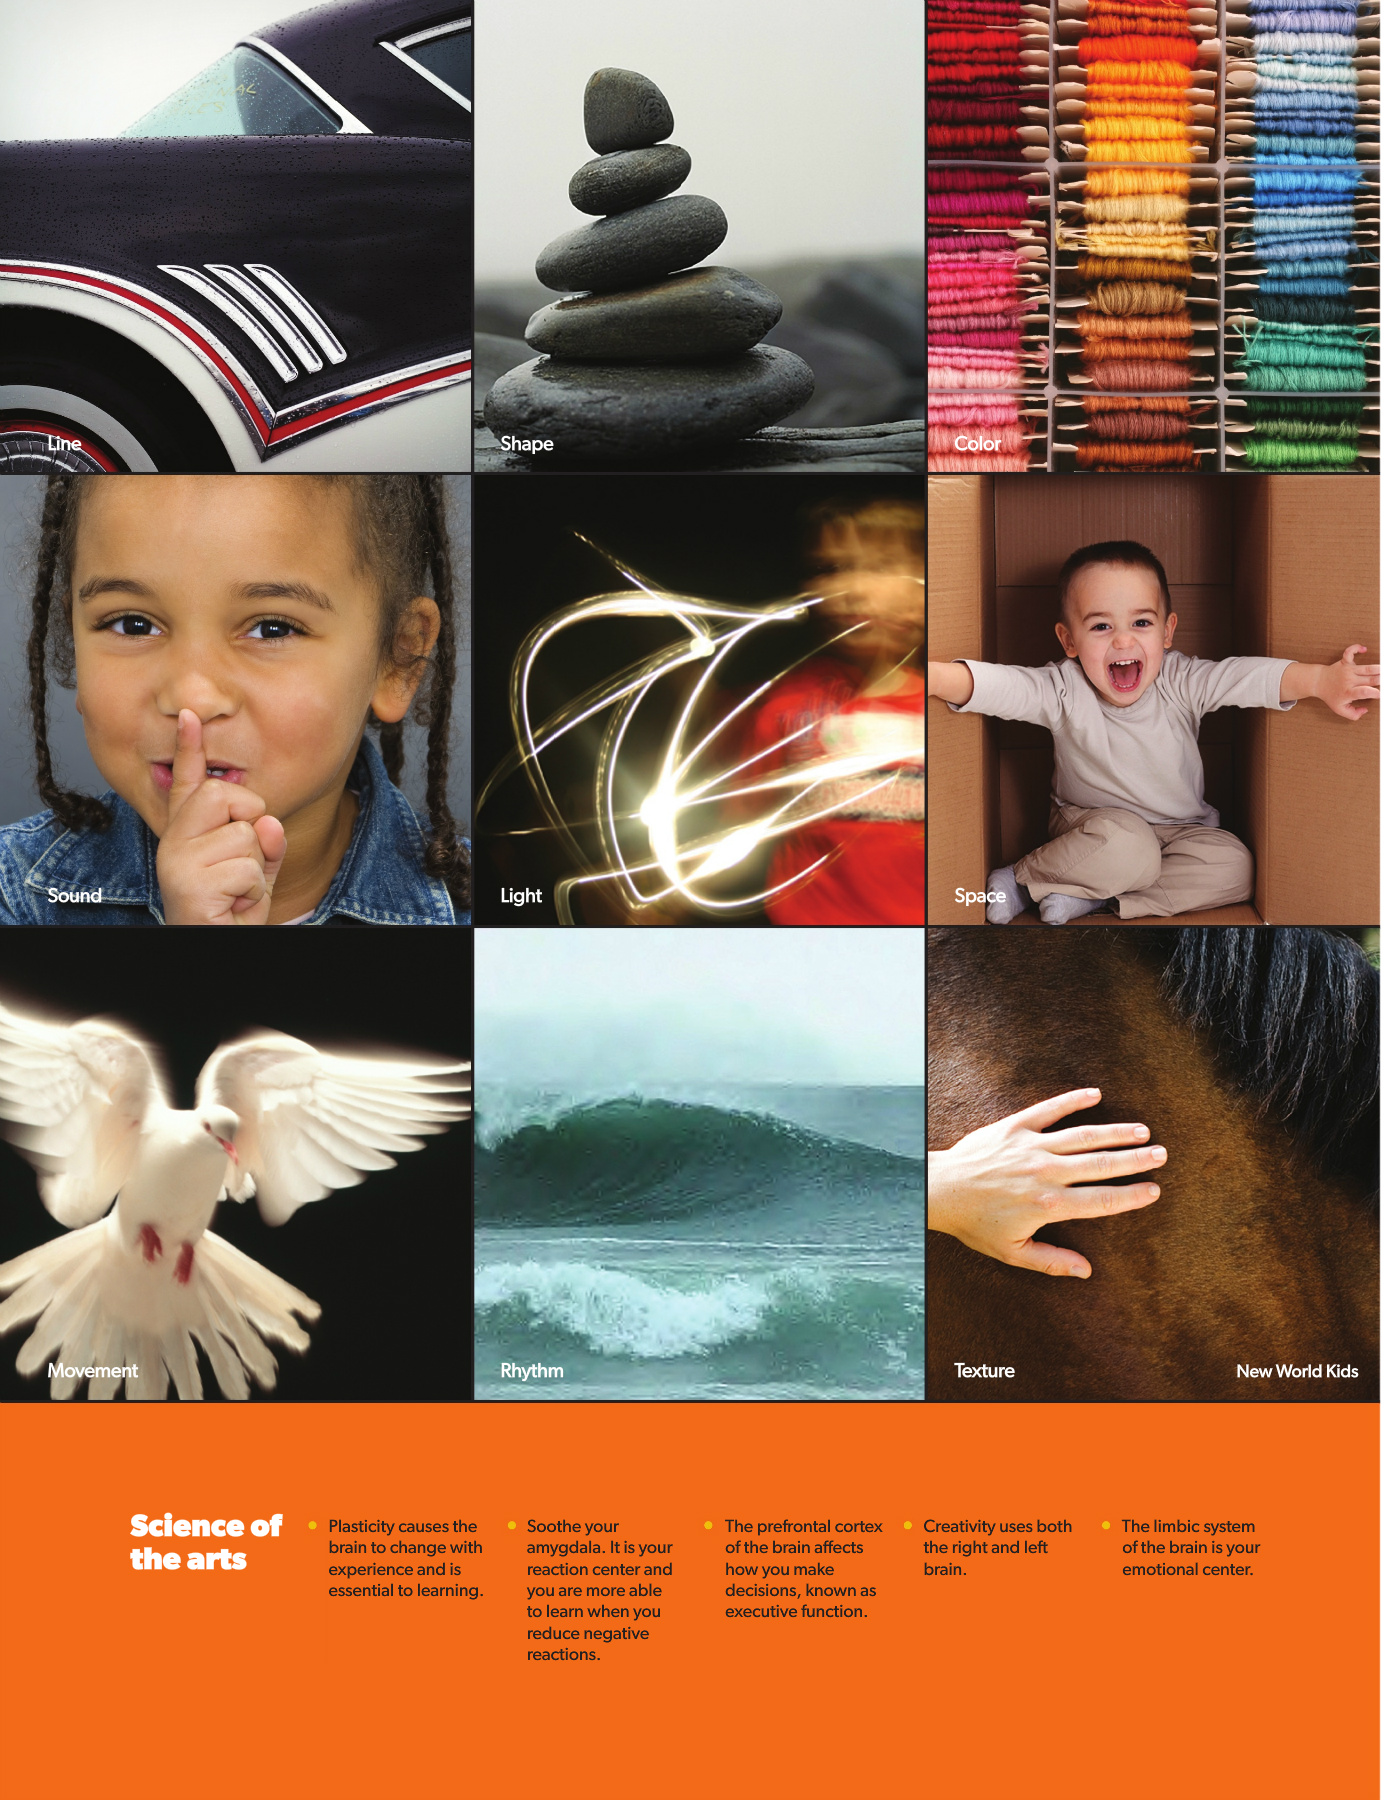 Line
Shape
Color
Sound
Light
Space
Movement
Rhythm
Texture
New World Kids
Science of
the arts
Plasticity causes the
brain to change with
experience and is
essential to learning.
Soothe your
amygdala. It is your
reaction center and
you are more able
to learn when you
reduce negative
reactions.
The prefrontal cortex
of the brain affects
how you make
decisions, known as
executive function.
Creativity uses both
the right and left
brain.
The limbic system
of the brain is your
emotional center.